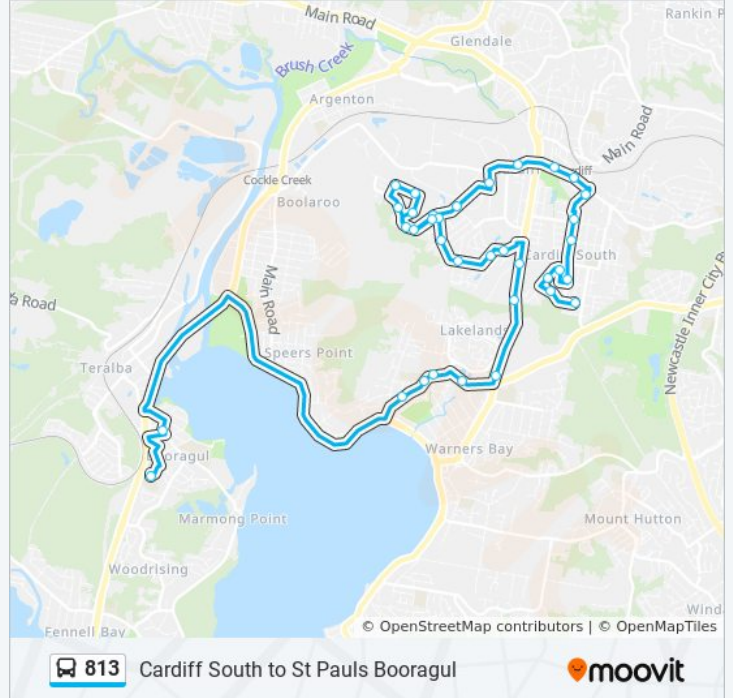 Main Road
Rankin P
Glendale
Brush Creek
Argenton
Main Road
Cockle Creek
diff
Boolaroo
Cardiff South
a Road
Main Road
Newcastle Inner City B
Lakelands
Speers Point
Teralba
Warners Bay
Booragul
Marmong Point
Mount Hutton
Woodrising
Wind
Fennell Bay
© OpenStreetMap contributors | © OpenMapTiles
813 Cardiff South to St Pauls Booragul
moovit